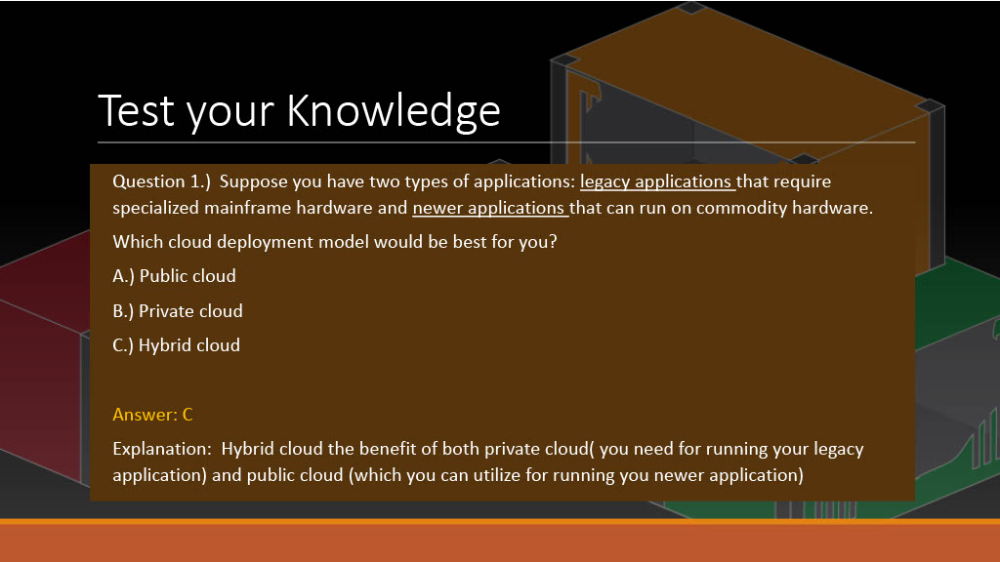 Test your Knowledge
Question 1.)  Suppose you have two types of applications: legacy applications that require
specialized mainframe hardware and newer applications that can run on commodity hardware.
Which cloud deployment model would be best for you?
A.) Public cloud
B.) Private cloud
C.) Hybrid cloud
Answer: C
Explanation:  Hybrid cloud the benefit of both private cloud( you need for running your legacy
application) and public cloud (which you can utilize for running you newer application)